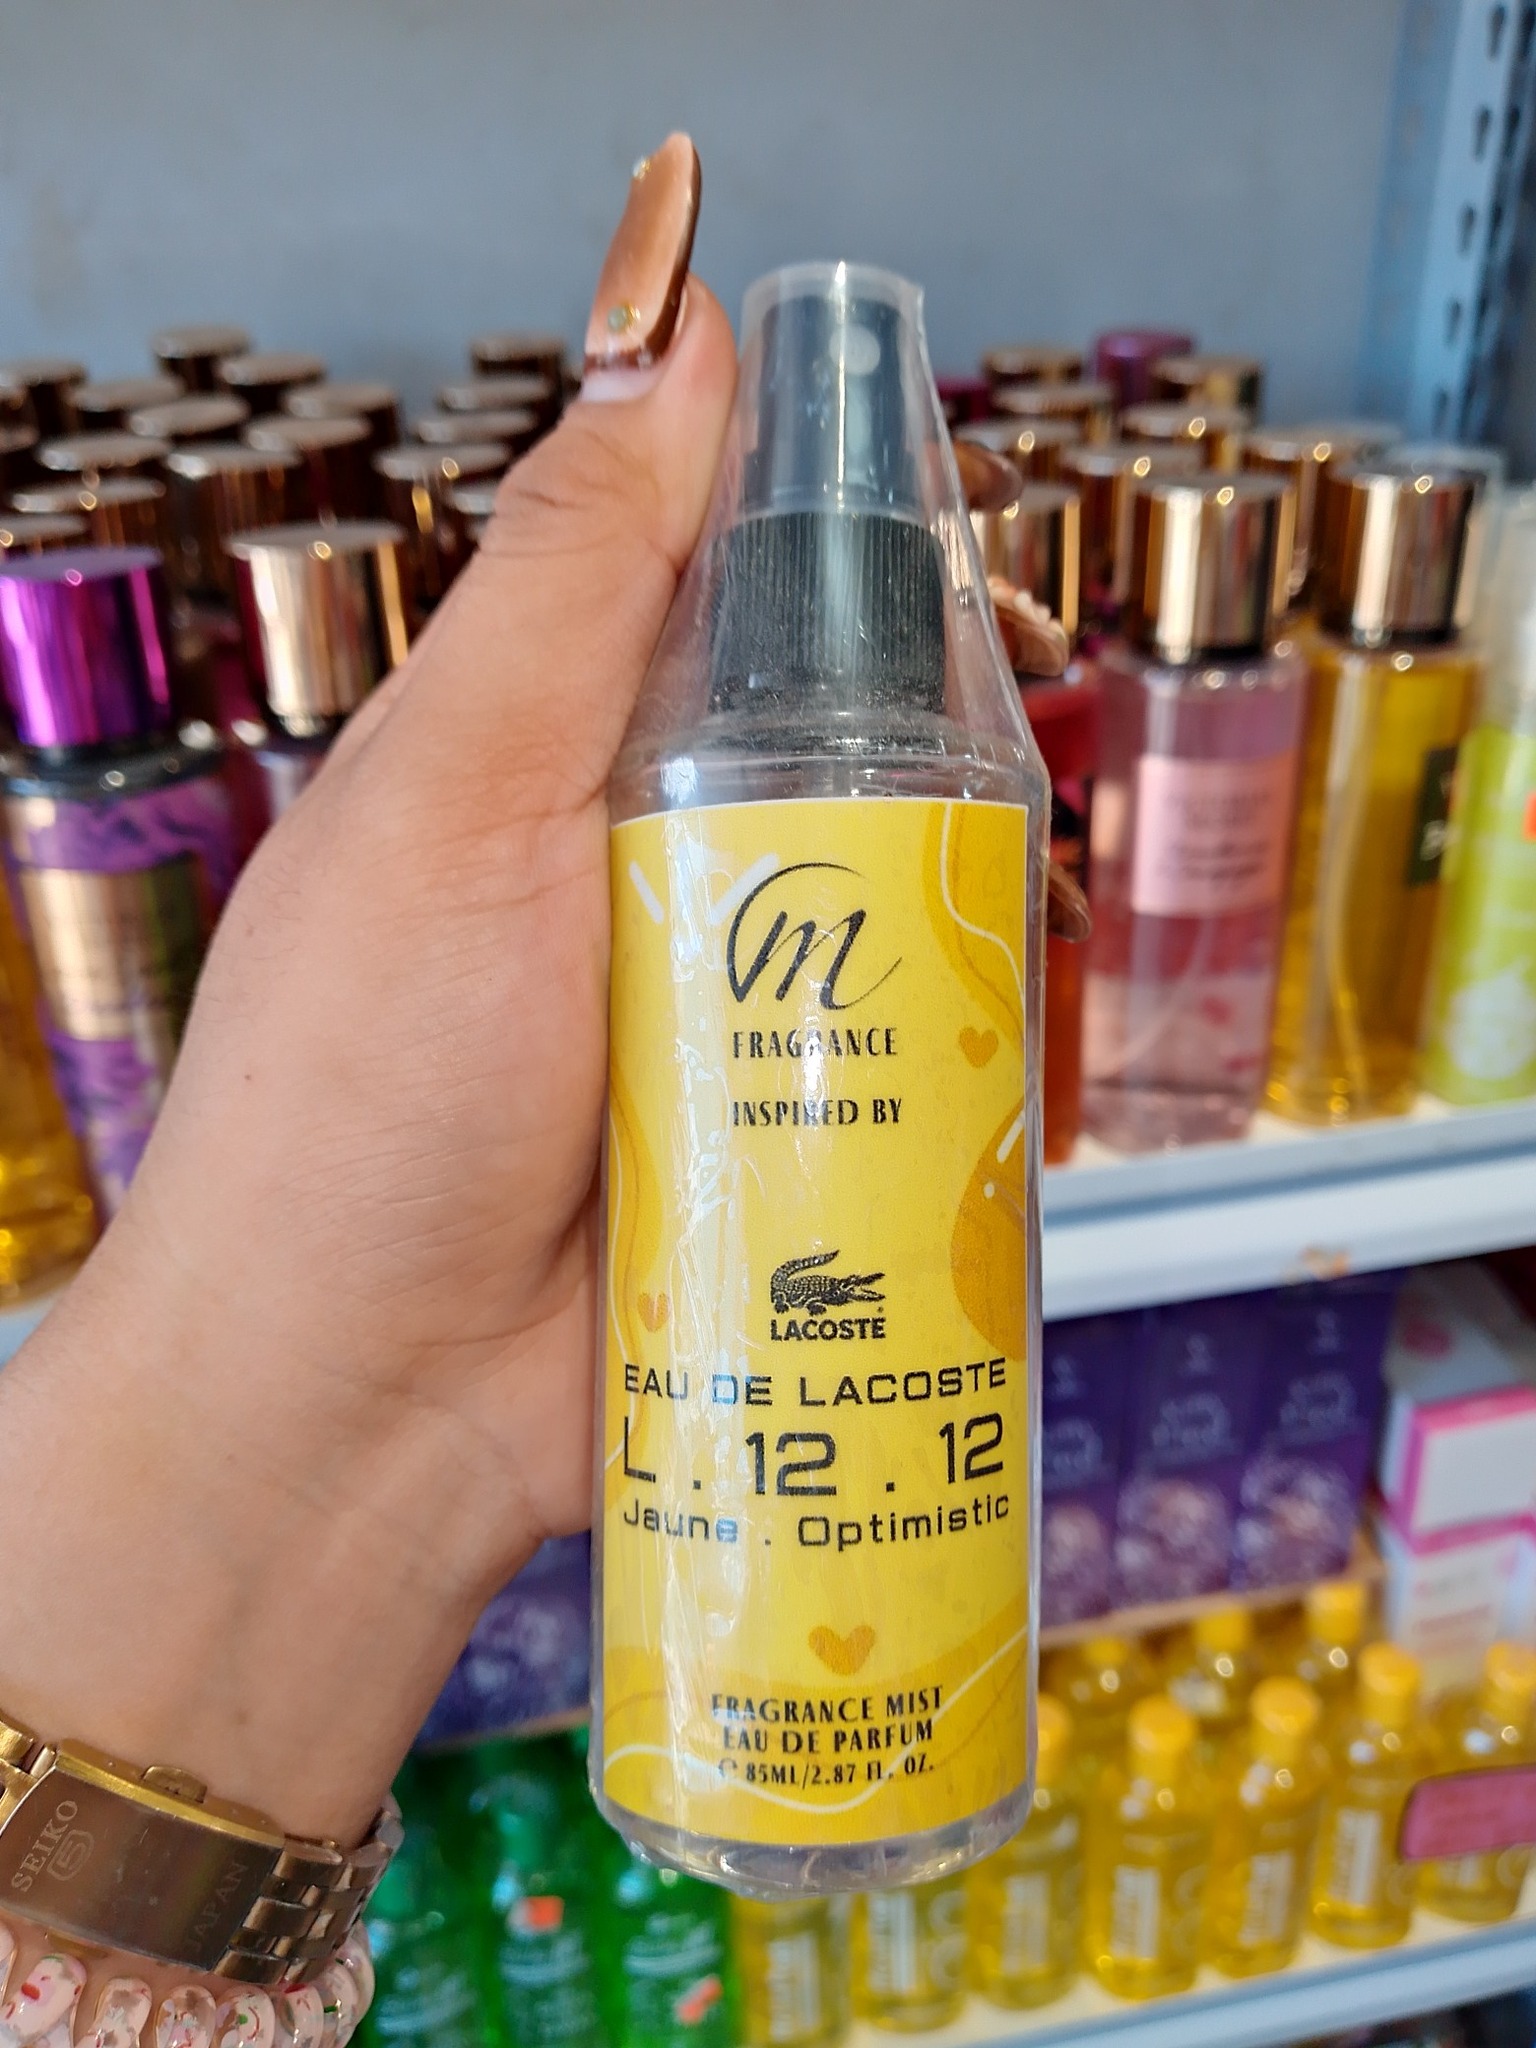 m
FRAGRANCE
INSPIRED BY
LACOSTE
EAU DE LACOSTE
L . 12 . 12
Jaune . Optimistic
FRAGRANCE MIST
EAU DE PARFUM
℮ 85ML/2.87 FL. OZ.
SEIKO
5
JAPAN